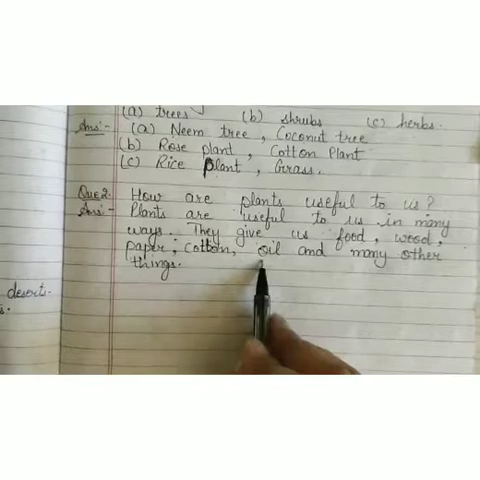 (a) trees (b) shrubs (c) herbs.
Ans:- (a) Neem tree, Coconut tree
(b) Rose plant, Cotton Plant
(c) Rice Plant, Grass.
Que2. How are plants useful to us?
Ans:- Plants are useful to us in many
ways. They give us food, wood,
paper, cotton, oil and many other
things.
deserts.
s.